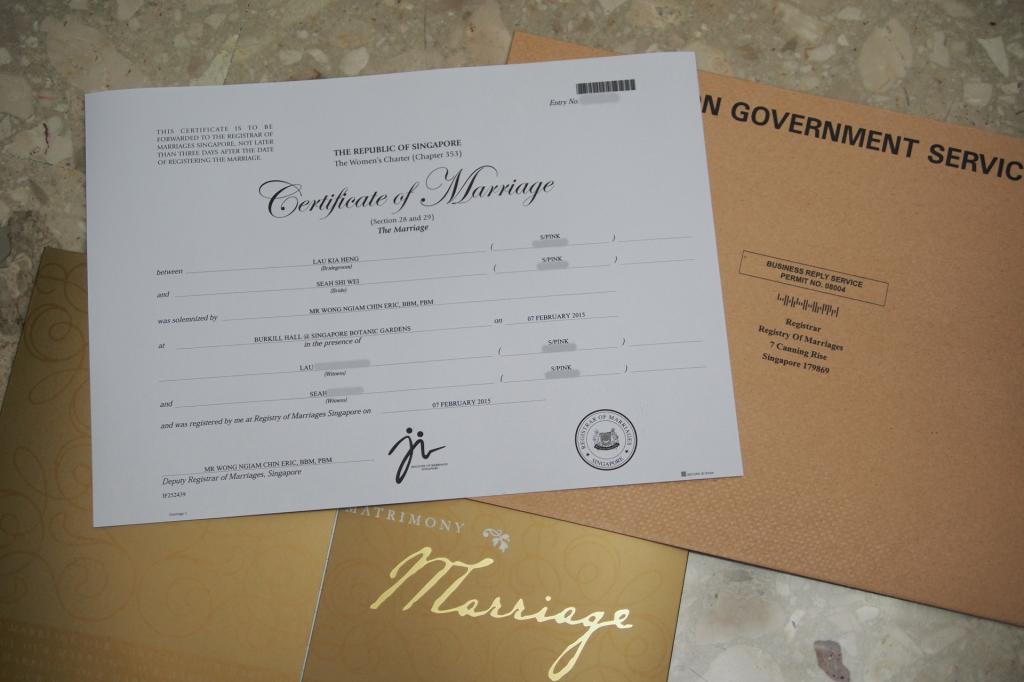 Entry No.
THIS CERTIFICATE IS TO BE
FORWARDED TO THE REGISTRAR OF
MARRIAGES SINGAPORE, NOT LATER
THAN THREE DAYS AFTER THE DATE
OF REGISTERING THE MARRIAGE.
THE REPUBLIC OF SINGAPORE
The Women's Charter (Chapter 353)
Certificate of Marriage
(Section 28 and 29)
The Marriage
between LAU KIA HENG ( S/PINK )
(Bridegroom)
and SEAH SHI WEI ( S/PINK )
(Bride)
was solemnized by MR WONG NGIAM CHIN ERIC, BBM, PBM
at BURKILL HALL @ SINGAPORE BOTANIC GARDENS on 07 FEBRUARY 2015
in the presence of
LAU ( S/PINK )
(Witness)
and SEAH ( S/PINK )
(Witness)
and was registered by me at Registry of Marriages Singapore on 07 FEBRUARY 2015
MR WONG NGIAM CHIN ERIC, BBM, PBM
Deputy Registrar of Marriages, Singapore
REGISTRAR OF MARRIAGES
SINGAPORE
N GOVERNMENT SERVIC
BUSINESS REPLY SERVICE
PERMIT NO. 08004
Registrar
Registry Of Marriages
7 Canning Rise
Singapore 179869
MATRIMONY
Marriage